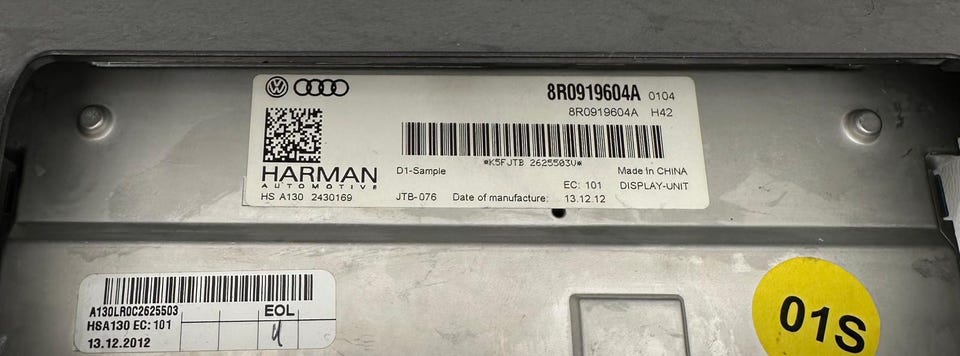 8R0919604A 0104
8R0919604A H42
*K5FJTB 2625503U*
HARMAN
AUTOMOTIVE
D1-Sample
Made In CHINA
EC: 101 DISPLAY-UNIT
HS A130 2430169 JTB-076 Date of manufacture: 13.12.12
A130LR0C2625503 EOL
HSA130 EC: 101
13.12.2012
01S